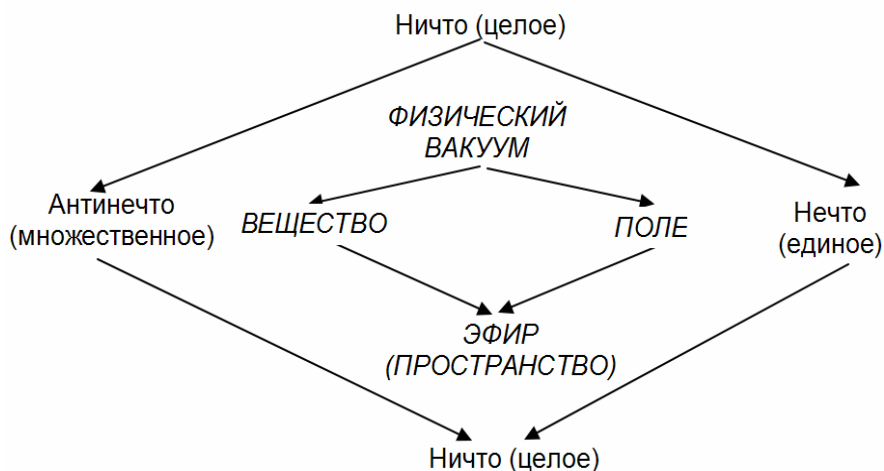 Ничто (целое)
ФИЗИЧЕСКИЙ
ВАКУУМ
Антинечто
(множественное)
ВЕЩЕСТВО
ПОЛЕ
Нечто
(единое)
ЭФИР
(ПРОСТРАНСТВО)
Ничто (целое)